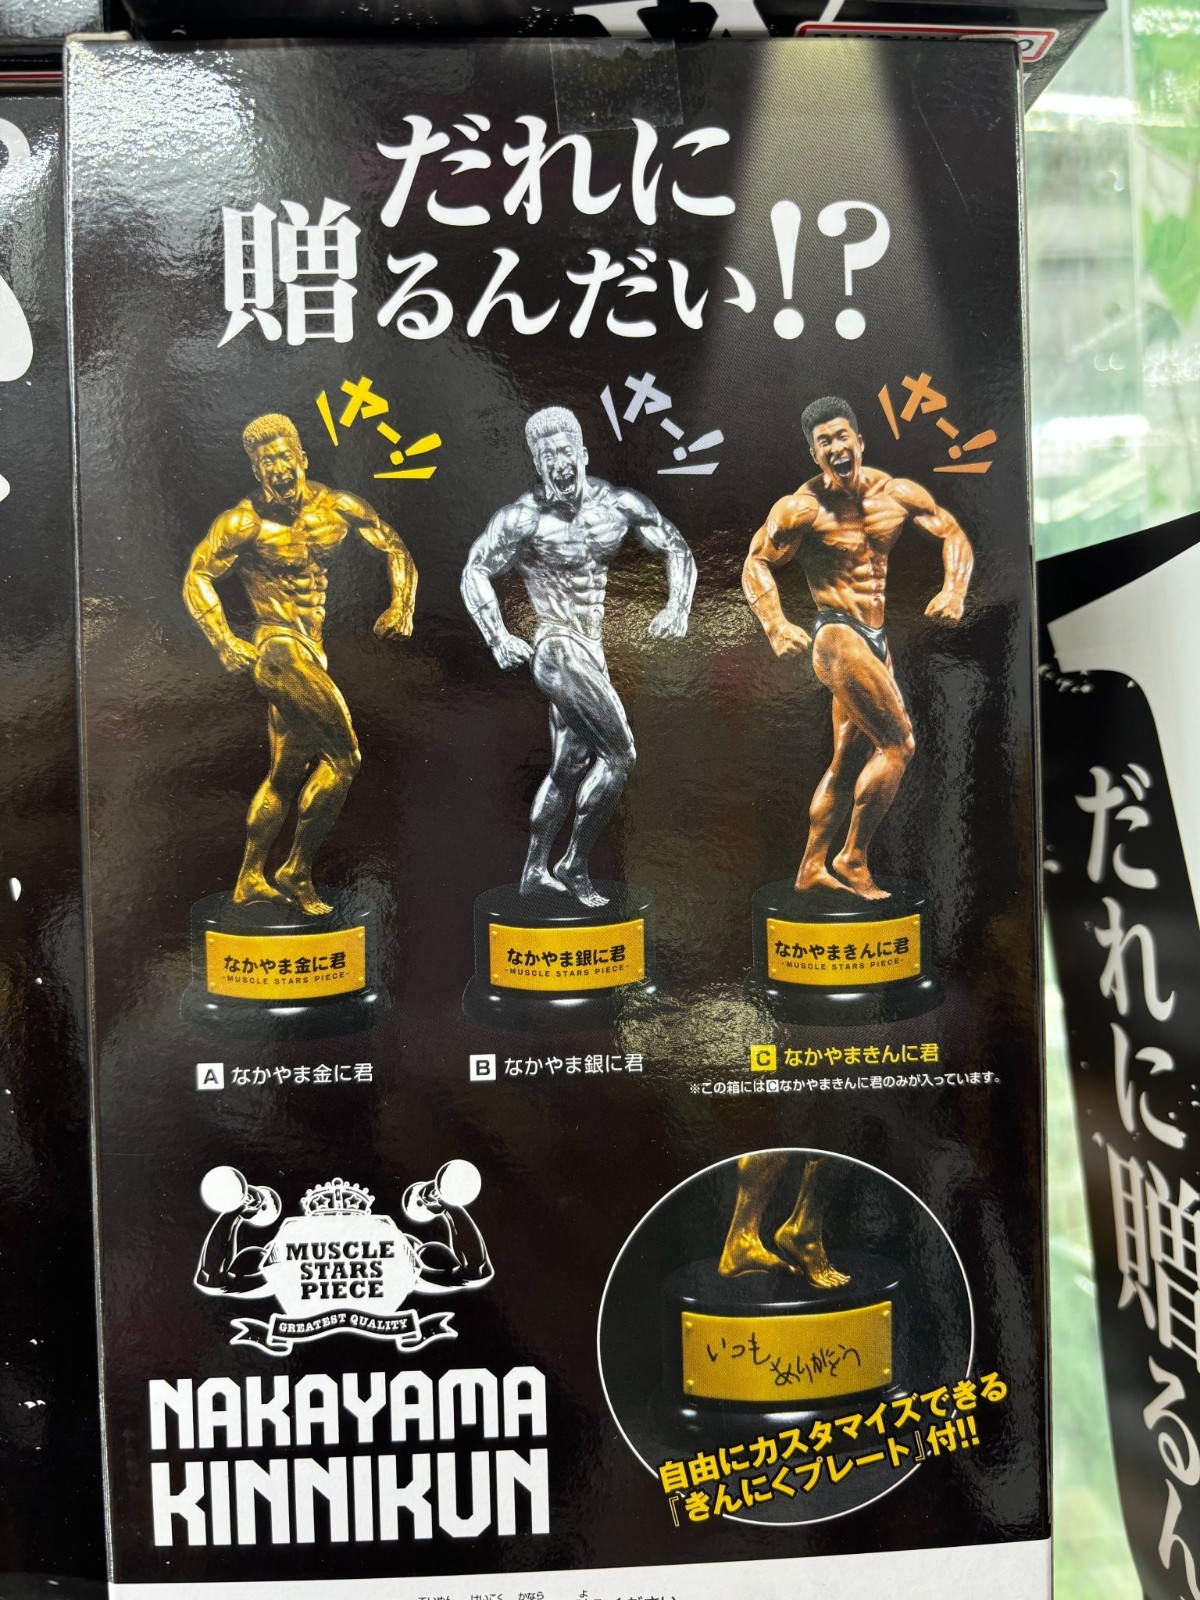 だれに
贈るんだい!?
やー!!
やー!!
やー!!
なかやま金に君
-MUSCLE STARS PIECE-
なかやま銀に君
-MUSCLE STARS PIECE-
なかやまきんに君
-MUSCLE STARS PIECE-
A なかやま金に君
B なかやま銀に君
C なかやまきんに君
※この箱にはCなかやまきんに君のみが入っています。
MUSCLE
STARS
PIECE
GREATEST QUALITY
NAKAYAMA
KINNIKUN
いつも
ありがとう
自由にカスタマイズできる
『きんにくプレート』付!!
だれに贈るん